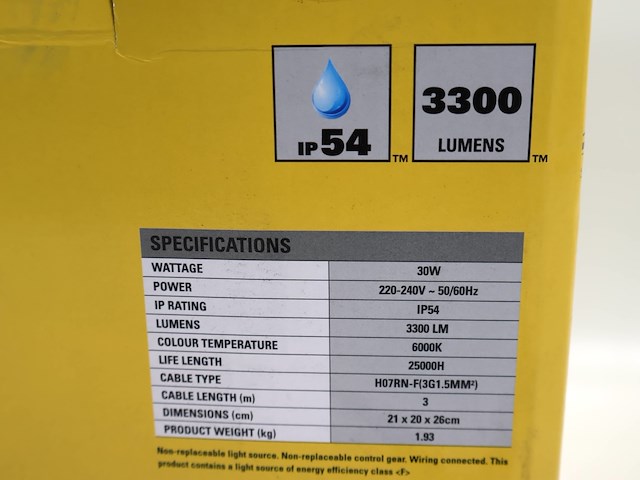 IP54™
3300
LUMENS™
SPECIFICATIONS
WATTAGE 30W
POWER 220-240V ~ 50/60Hz
IP RATING IP54
LUMENS 3300 LM
COLOUR TEMPERATURE 6000K
LIFE LENGTH 25000H
CABLE TYPE H07RN-F(3G1.5MM²)
CABLE LENGTH (m) 3
DIMENSIONS (cm) 21 x 20 x 26cm
PRODUCT WEIGHT (kg) 1.93
Non-replaceable light source. Non-replaceable control gear. Wiring connected. This
product contains a light source of energy efficiency class <F>